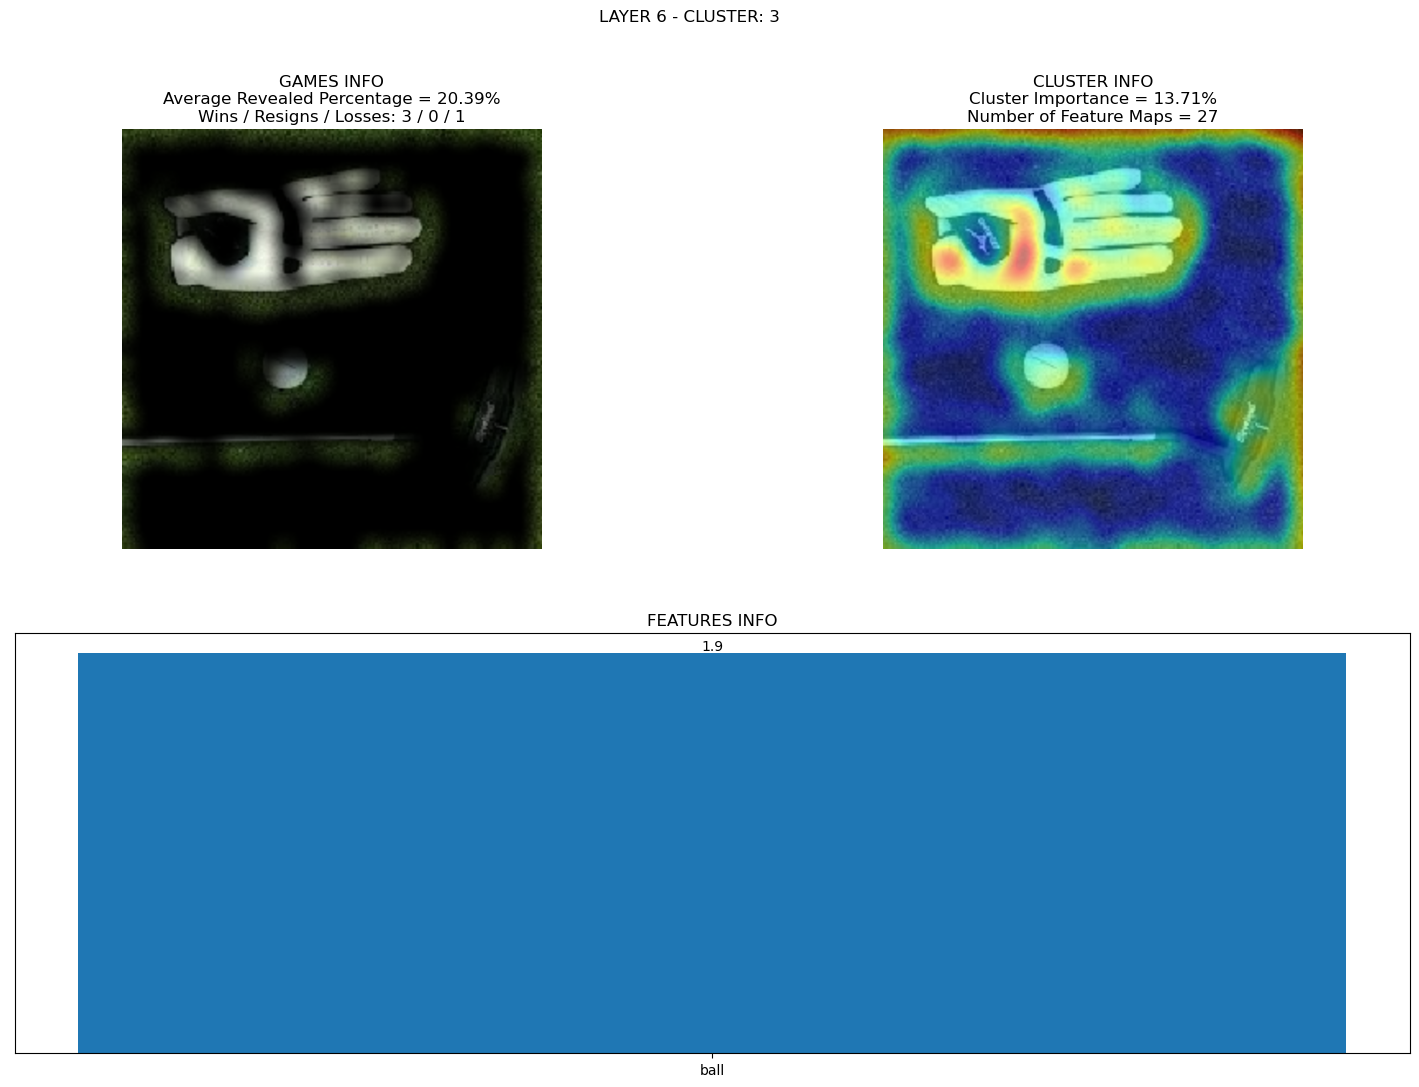 LAYER 6 - CLUSTER: 3
GAMES INFO
Average Revealed Percentage = 20.39%
Wins / Resigns / Losses: 3 / 0 / 1
CLUSTER INFO
Cluster Importance = 13.71%
Number of Feature Maps = 27
FEATURES INFO
1.9
ball